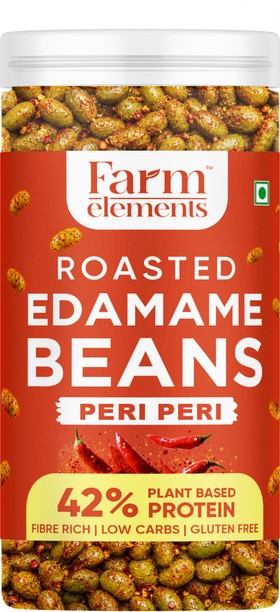 Farm™
elements
ROASTED
EDAMAME
BEANS
PERI PERI
42% PLANT BASED
PROTEIN
FIBRE RICH | LOW CARBS | GLUTEN FREE